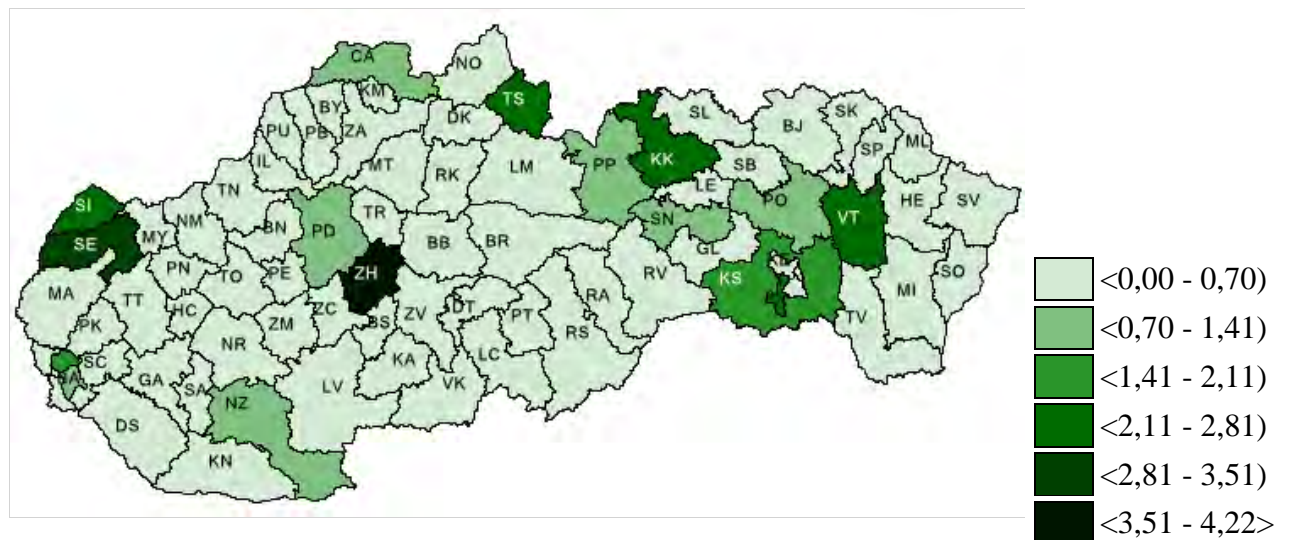 CA
NO
KM
TS
BY
DK
SL
SK
PU
PB
ZA
BJ
ML
SP
IL
MT
RK
LM
PP
KK
SB
TN
LE
HE
SV
SI
NM
BN
PD
TR
SN
PO
VT
SE
MY
BB
BR
GL
PN
TO
PE
ZH
RV
KS
SO
MA
TT
HC
ZC
RA
MI
PK
ZM
BS
ZV
DT
PT
RS
TV
NR
SC
KA
LC
GA
SA
LV
VK
NZ
DS
KN
<0,00 - 0,70)
<0,70 - 1,41)
<1,41 - 2,11)
<2,11 - 2,81)
<2,81 - 3,51)
<3,51 - 4,22>